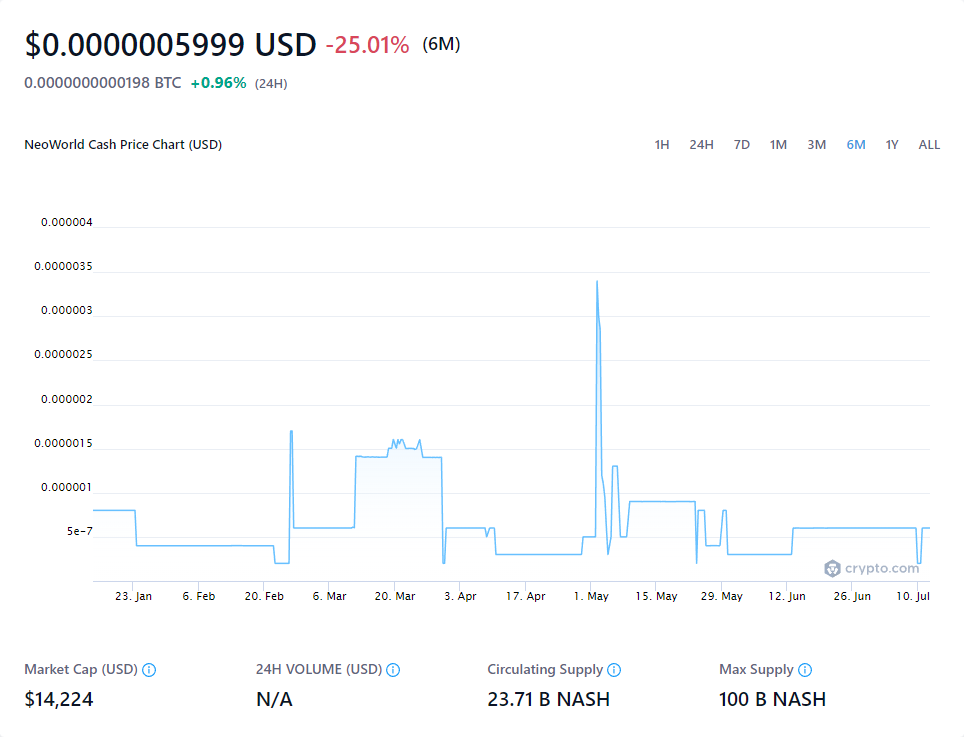 $0.0000005999 USD -25.01% (6M)
0.0000000000198 BTC +0.96% (24H)
NeoWorld Cash Price Chart (USD) 1H 24H 7D 1M 3M 6M 1Y ALL
0.000004
0.0000035
0.000003
0.0000025
0.000002
0.0000015
0.000001
5e-7
crypto.com
23. Jan 6. Feb 20. Feb 6. Mar 20. Mar 3. Apr 17. Apr 1. May 15. May 29. May 12. Jun 26. Jun 10. Jul
Market Cap (USD) 24H VOLUME (USD) Circulating Supply Max Supply
$14,224 N/A 23.71 B NASH 100 B NASH